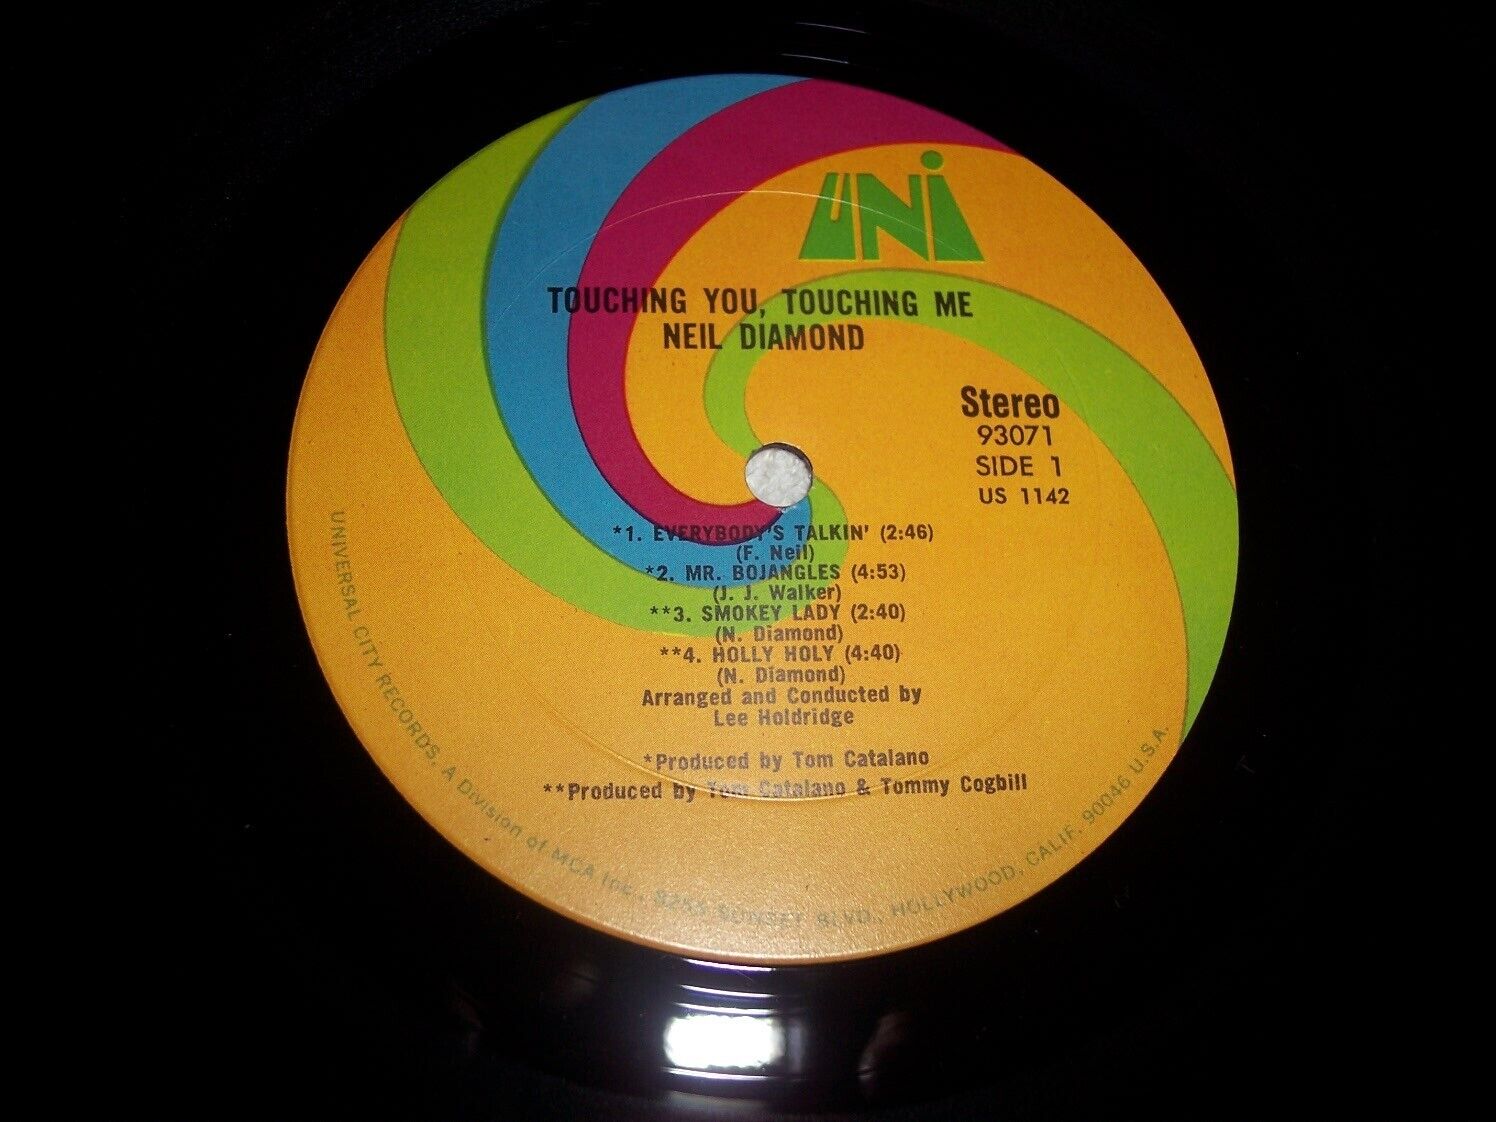 UNi
TOUCHING YOU, TOUCHING ME
NEIL DIAMOND
Stereo
93071
SIDE 1
US 1142
*1. EVERYBODY'S TALKIN' (2:46)
(F. Neil)
*2. MR. BOJANGLES (4:53)
(J. J. Walker)
**3. SMOKEY LADY (2:40)
(N. Diamond)
**4. HOLLY HOLY (4:40)
(N. Diamond)
Arranged and Conducted by
Lee Holdridge
*Produced by Tom Catalano
**Produced by Tom Catalano & Tommy Cogbill
UNIVERSAL CITY RECORDS, A Division of MCA Inc., 8255 SUNSET BLVD., HOLLYWOOD, CALIF. 90046 U.S.A.